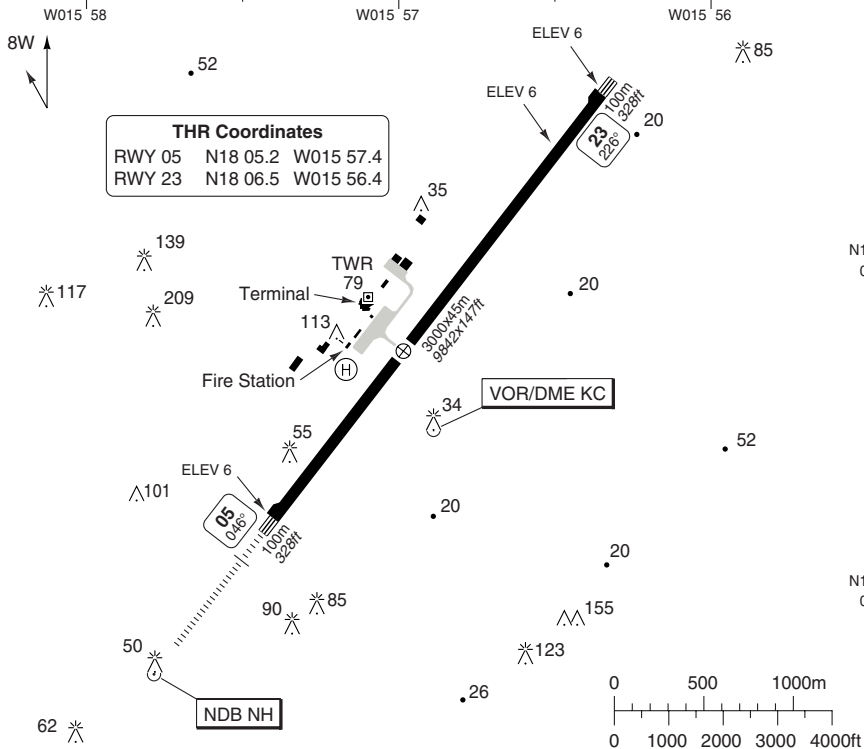 W015 58
W015 57
W015 56
8W
52
ELEV 6
85
ELEV 6
100m
328ft
23
226°
20
THR Coordinates
RWY 05 N18 05.2 W015 57.4
RWY 23 N18 06.5 W015 56.4
35
139
TWR
79
N1
0
117
209
Terminal
20
113
3000x45m
9842x147ft
Fire Station
H
34
VOR/DME KC
55
52
ELEV 6
101
05
046°
20
100m
328ft
20
N1
0
90
85
155
50
123
NDB NH
26
62
0 500 1000m
0 1000 2000 3000 4000ft